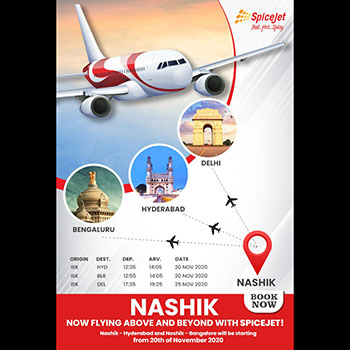 SpiceJet
Red. Hot. Spicy.
DELHI
HYDERABAD
BENGALURU
NASHIK
ORIGIN DEST. DEP. ARV. DATE
ISK HYD 12:35 14:05 20 NOV 2020
ISK BLR 12:55 14:05 20 NOV 2020
ISK DEL 17:35 19:25 25 NOV 2020
BOOK
NOW
NASHIK
NOW FLYING ABOVE AND BEYOND WITH SPICEJET!
Nashik - Hyderabad and Nashik - Bangalore will be starting
from 20th of November 2020